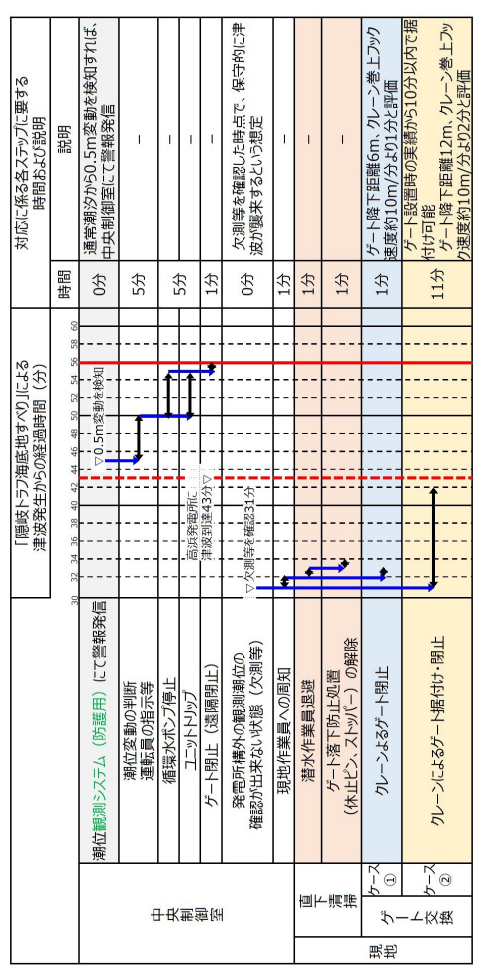 「隠岐トラフ海底地すべり」による
津波発生からの経過時間（分）
対応に係る各ステップに要する
時間および説明
時間
説明
30
32
34
36
38
40
42
44
46
48
50
52
54
56
58
60
中央制御室
潮位観測システム（防護用）にて警報発信
▽0.5m変動を検知
0分
通常潮汐から0.5m変動を検知すれば、
中央制御室にて警報発信
潮位変動の判断
運転員の指示等
5分
－
循環水ポンプ停止
5分
－
ユニットトリップ
－
ゲート閉止（遠隔閉止）
1分
－
高浜発電所に
津波到達43分▽
発電所構外の観測潮位の
確認が出来ない状態（欠測等）
▽欠測等を確認31分
0分
欠測等を確認した時点で、保守的に津
波が襲来するという想定
現地作業員への周知
1分
－
現地
直下清掃
潜水作業員退避
1分
－
ゲート落下防止処置
（休止ピン、ストッパー）の解除
1分
－
ゲート交換
ケース
①
クレーンよるゲート閉止
1分
ゲート降下距離6m、クレーン巻上フック
速度約10m/分より1分と評価
ケース
②
クレーンによるゲート据付け・閉止
11分
ゲート設置時の実績から10分以内で据
付け可能
ゲート降下距離12m、クレーン巻上フッ
ク速度約10m/分より2分と評価